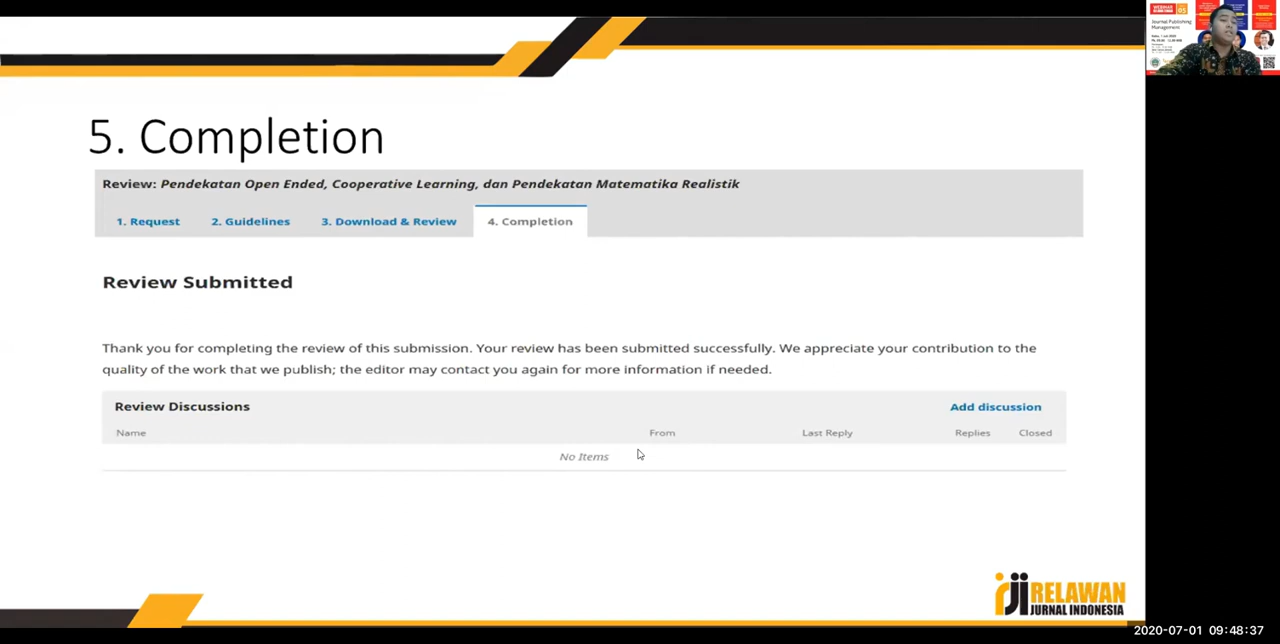 5. Completion
Review: Pendekatan Open Ended, Cooperative Learning, dan Pendekatan Matematika Realistik
1. Request 2. Guidelines 3. Download & Review 4. Completion
Review Submitted
Thank you for completing the review of this submission. Your review has been submitted successfully. We appreciate your contribution to the
quality of the work that we publish; the editor may contact you again for more information if needed.
Review Discussions Add discussion
Name From Last Reply Replies Closed
No Items
RELAWAN
JURNAL INDONESIA
Journal Publishing
Management
2020-07-01 09:48:37